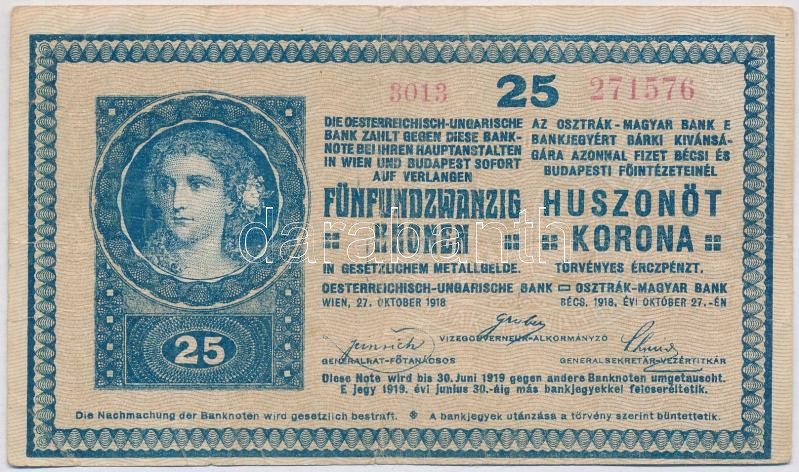 3013 25 271576
DIE OESTERREICHISCH-UNGARISCHE
BANK ZAHLT GEGEN DIESE BANK-
NOTE BEI IHREN HAUPTANSTALTEN
IN WIEN UND BUDAPEST SOFORT
AUF VERLANGEN
FÜNFUNDZWANZIG
KRONEN
IN GESETZLICHEM METALLGELDE.
OESTERREICHISCH-UNGARISCHE BANK
WIEN, 27. OKTOBER 1918
AZ OSZTRÁK-MAGYAR BANK E
BANKJEGYÉRT BÁRKI KIVÁNSÁ-
GÁRA AZONNAL FIZET BÉCSI ÉS
BUDAPESTI FŐINTÉZETEINÉL
HUSZONÖT
KORONA
TÖRVÉNYES ÉRCZPÉNZT.
OSZTRÁK-MAGYAR BANK
BÉCS, 1918. ÉVI OKTÓBER 27.-ÉN
25
Gruber
VIZEGOUVERNEUR-ALKORMÁNYZÓ
GENERALRAT-FŐTANÁCSOS
GENERALSEKRETÄR-VEZÉRTITKÁR
Diese Note wird bis 30. Juni 1919 gegen andere Banknoten umgetauscht.
E jegy 1919. évi junius 30.-áig más bankjegyekkel felcseréltetik.
Die Nachmachung der Banknoten wird gesetzlich bestraft. A bankjegyek utánzása a törvény szerint büntettetik.
darabanth